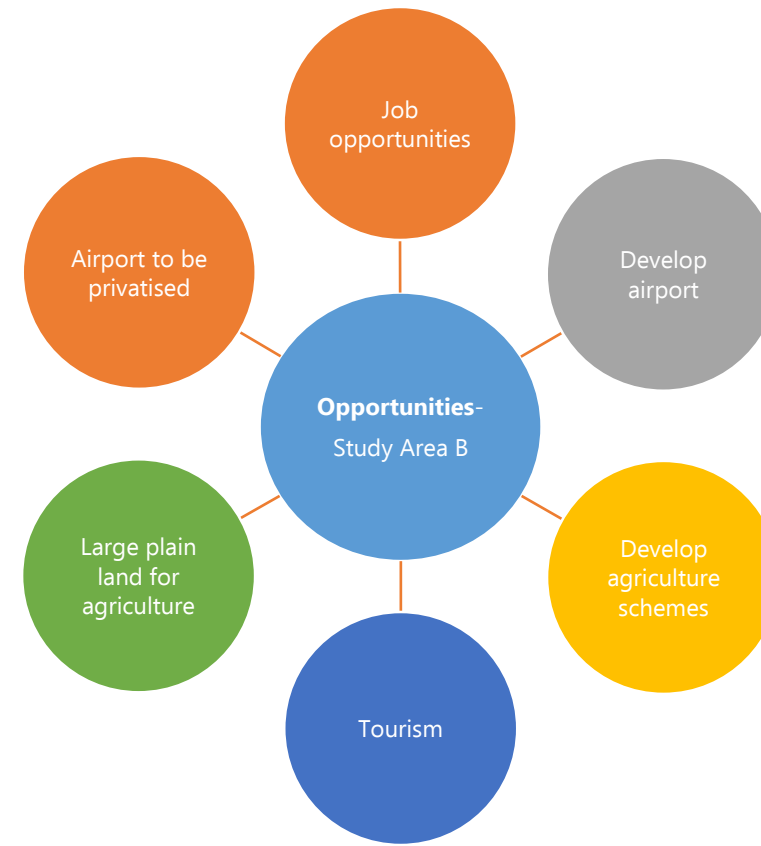 Job
opportunities
Airport to be
privatised
Develop
airport
Opportunities-
Study Area B
Large plain
land for
agriculture
Develop
agriculture
schemes
Tourism